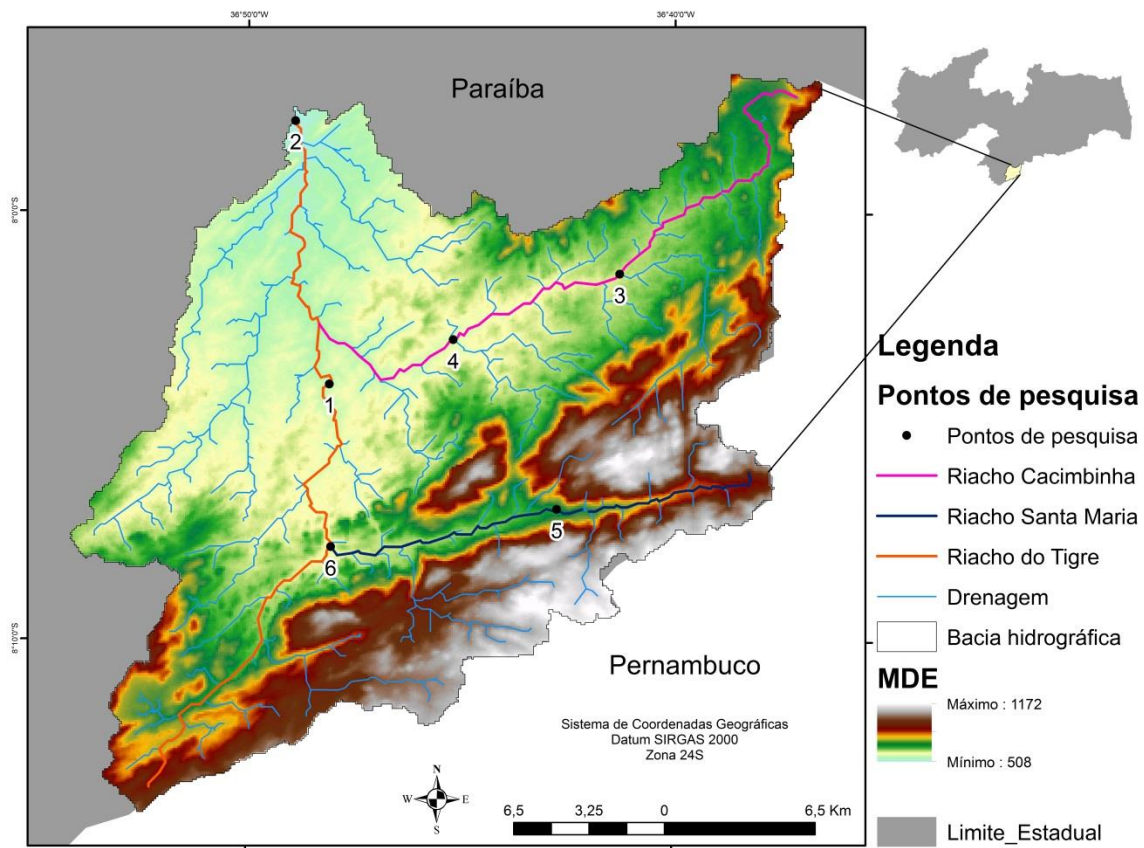 36°50'0"W
36°40'0"W
Paraíba
2
8°0'0"S
3
4
1
5
6
8°10'0"S
Pernambuco
Sistema de Coordenadas Geográficas
Datum SIRGAS 2000
Zona 24S
N
W E
S
6,5 3,25 0 6,5 Km
Legenda
Pontos de pesquisa
Pontos de pesquisa
Riacho Cacimbinha
Riacho Santa Maria
Riacho do Tigre
Drenagem
Bacia hidrográfica
MDE
Máximo : 1172
Mínimo : 508
Limite_Estadual